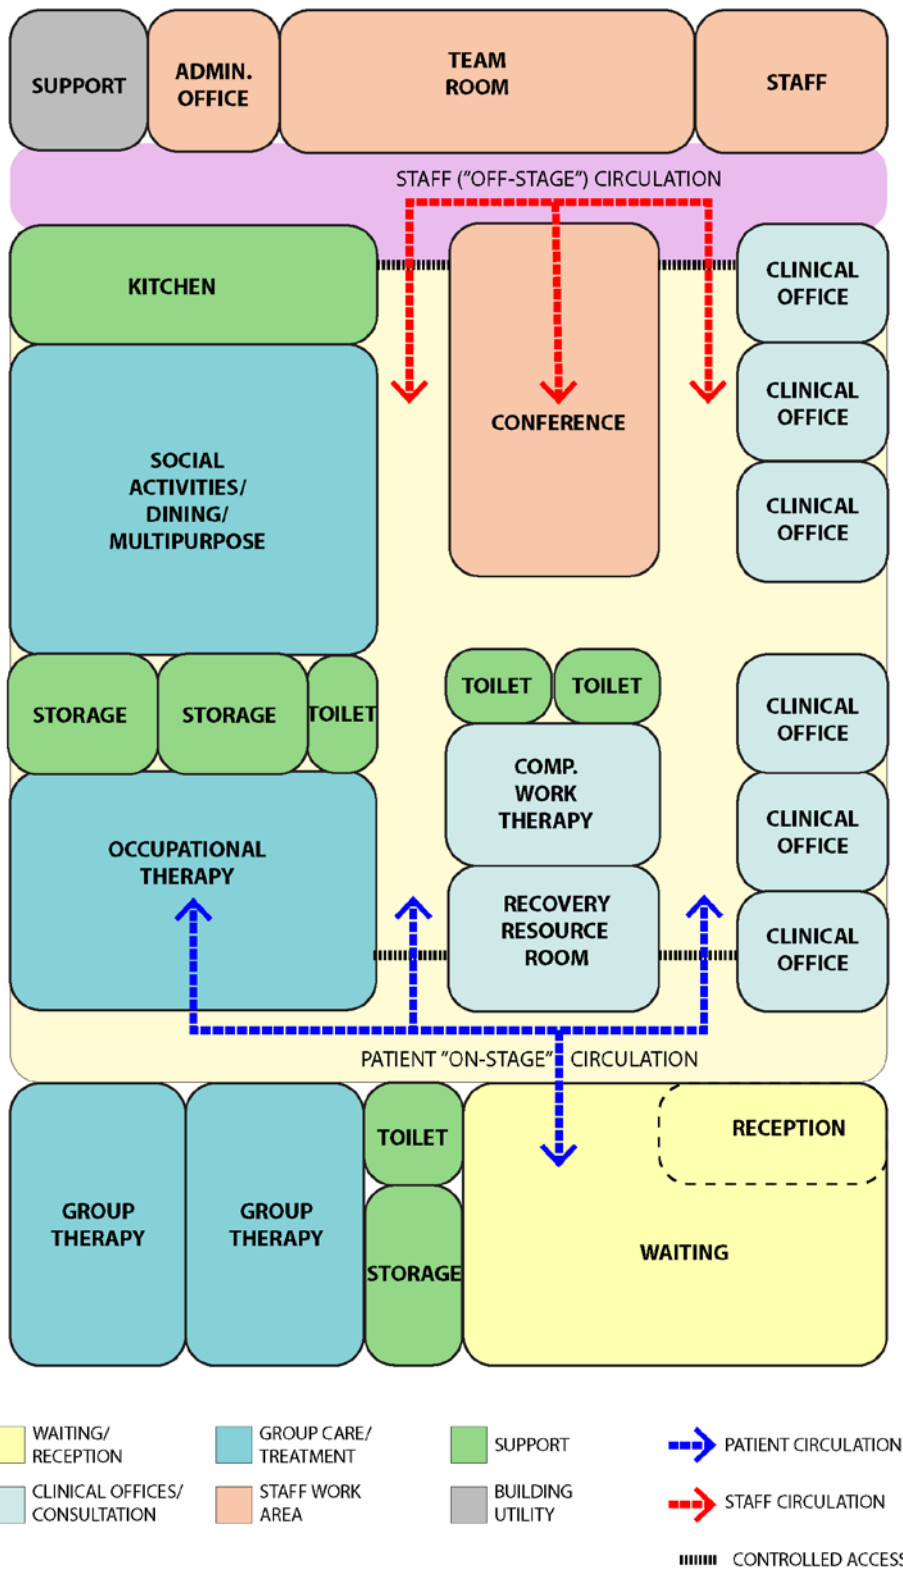 SUPPORT
ADMIN.
OFFICE
TEAM
ROOM
STAFF
STAFF ("OFF-STAGE") CIRCULATION
KITCHEN
CLINICAL
OFFICE
SOCIAL
ACTIVITIES/
DINING/
MULTIPURPOSE
CONFERENCE
CLINICAL
OFFICE
CLINICAL
OFFICE
STORAGE
STORAGE
TOILET
TOILET
TOILET
CLINICAL
OFFICE
COMP.
WORK
THERAPY
CLINICAL
OFFICE
OCCUPATIONAL
THERAPY
RECOVERY
RESOURCE
ROOM
CLINICAL
OFFICE
PATIENT "ON-STAGE" CIRCULATION
GROUP
THERAPY
GROUP
THERAPY
TOILET
STORAGE
RECEPTION
WAITING
WAITING/
RECEPTION
GROUP CARE/
TREATMENT
SUPPORT
PATIENT CIRCULATION
CLINICAL OFFICES/
CONSULTATION
STAFF WORK
AREA
BUILDING
UTILITY
STAFF CIRCULATION
CONTROLLED ACCESS